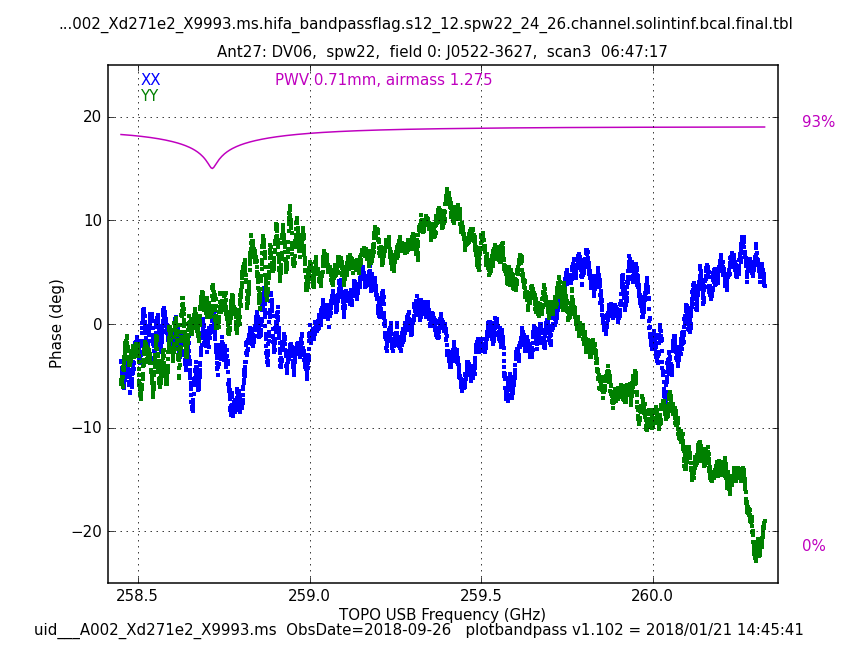 ...002_Xd271e2_X9993.ms.hifa_bandpassflag.s12_12.spw22_24_26.channel.solintinf.bcal.final.tbl
Ant27: DV06, spw22, field 0: J0522-3627, scan3 06:47:17
XX PWV 0.71mm, airmass 1.275
YY
93%
20
10
0
−10
−20
Phase (deg)
0%
258.5 259.0 259.5 260.0
TOPO USB Frequency (GHz)
uid___A002_Xd271e2_X9993.ms ObsDate=2018-09-26 plotbandpass v1.102 = 2018/01/21 14:45:41